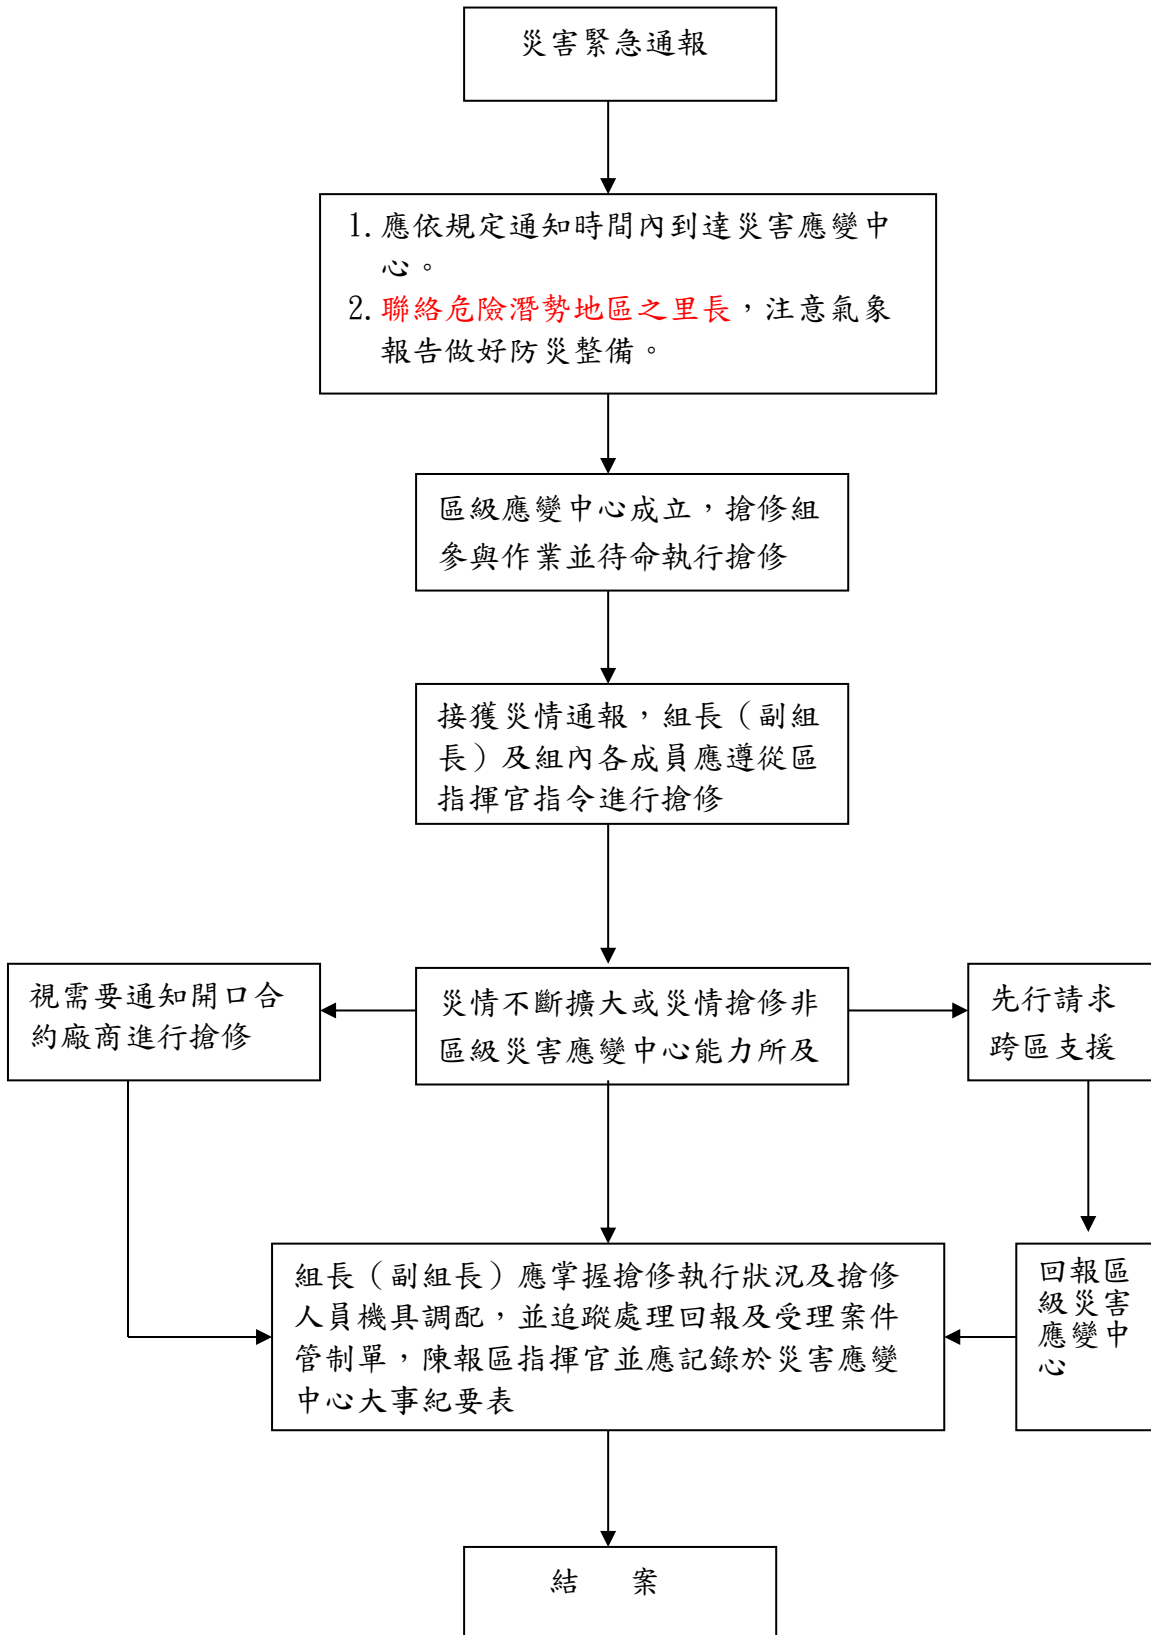 災害緊急通報
1. 應依規定通知時間內到達災害應變中
心。
2. 聯絡危險潛勢地區之里長，注意氣象
報告做好防災整備。
區級應變中心成立，搶修組
參與作業並待命執行搶修
接獲災情通報，組長（副組
長）及組內各成員應遵從區
指揮官指令進行搶修
視需要通知開口合
約廠商進行搶修
災情不斷擴大或災情搶修非
區級災害應變中心能力所及
先行請求
跨區支援
組長（副組長）應掌握搶修執行狀況及搶修
人員機具調配，並追蹤處理回報及受理案件
管制單，陳報區指揮官並應記錄於災害應變
中心大事紀要表
回報區
級災害
應變中
心
結　案